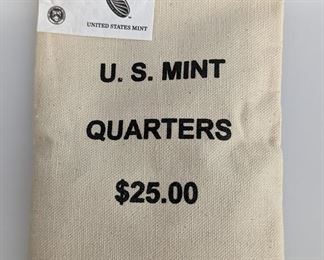 UNITED STATES MINT
U. S. MINT
QUARTERS
$25.00